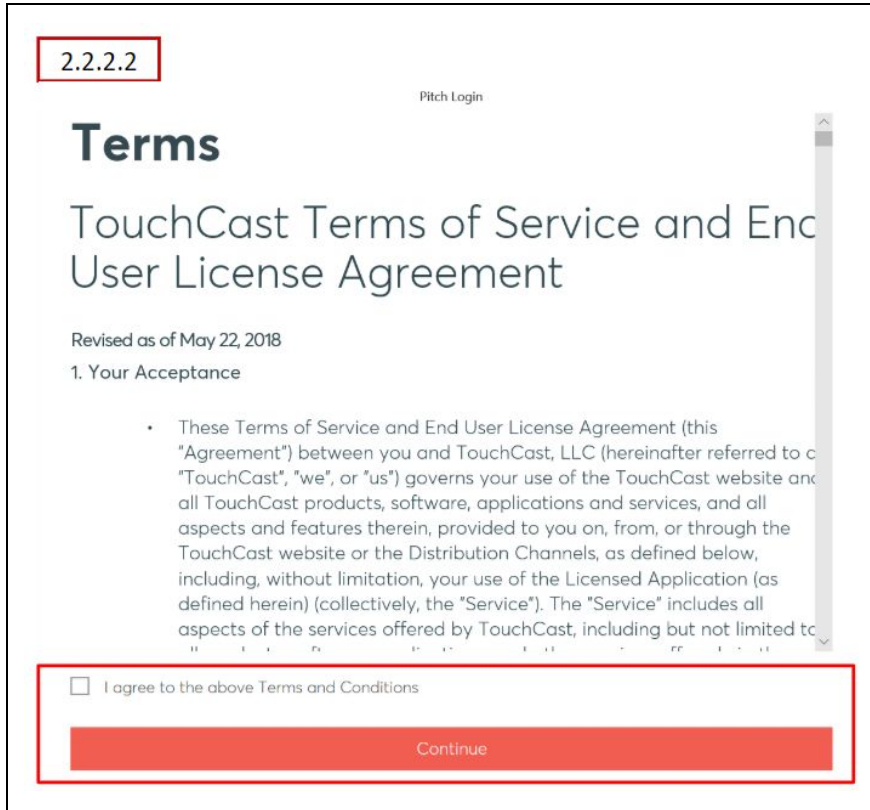 2.2.2.2
Pitch Login
Terms
TouchCast Terms of Service and
User License Agreement
Revised as of May 22, 2018
1. Your Acceptance
• These Terms of Service and End User License Agreement (this
"Agreement") between you and TouchCast, LLC (hereinafter referred to
"TouchCast", "we", or "us") governs your use of the TouchCast website
all TouchCast products, software, applications and services, and all
aspects and features therein, provided to you on, from, or through the
TouchCast website or the Distribution Channels, as defined below,
including, without limitation, your use of the Licensed Application (as
defined herein) (collectively, the "Service"). The "Service" includes all
aspects of the services offered by TouchCast, including but not limited
I agree to the above Terms and Conditions
Continue